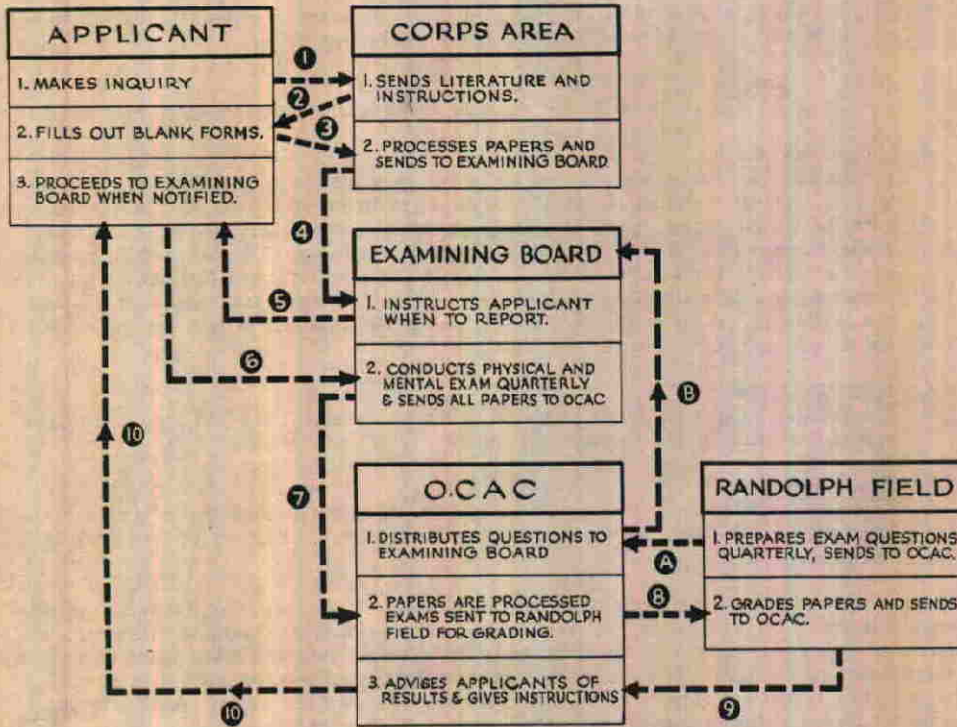 APPLICANT
1. MAKES INQUIRY
2. FILLS OUT BLANK FORMS.
3. PROCEEDS TO EXAMINING
BOARD WHEN NOTIFIED.
CORPS AREA
1. SENDS LITERATURE AND
INSTRUCTIONS.
2. PROCESSES PAPERS AND
SENDS TO EXAMINING BOARD
1
2
3
4
EXAMINING BOARD
1. INSTRUCTS APPLICANT
WHEN TO REPORT.
2. CONDUCTS PHYSICAL AND
MENTAL EXAM QUARTERLY
& SENDS ALL PAPERS TO OCAC
5
6
B
10
7
O.C.A.C
1. DISTRIBUTES QUESTIONS TO
EXAMINING BOARD
2. PAPERS ARE PROCESSED
EXAMS SENT TO RANDOLPH
FIELD FOR GRADING.
3. ADVISES APPLICANTS OF
RESULTS & GIVES INSTRUCTIONS
RANDOLPH FIELD
1. PREPARES EXAM QUESTIONS
QUARTERLY, SENDS TO OCAC.
2. GRADES PAPERS AND SENDS
TO OCAC.
A
8
10
9